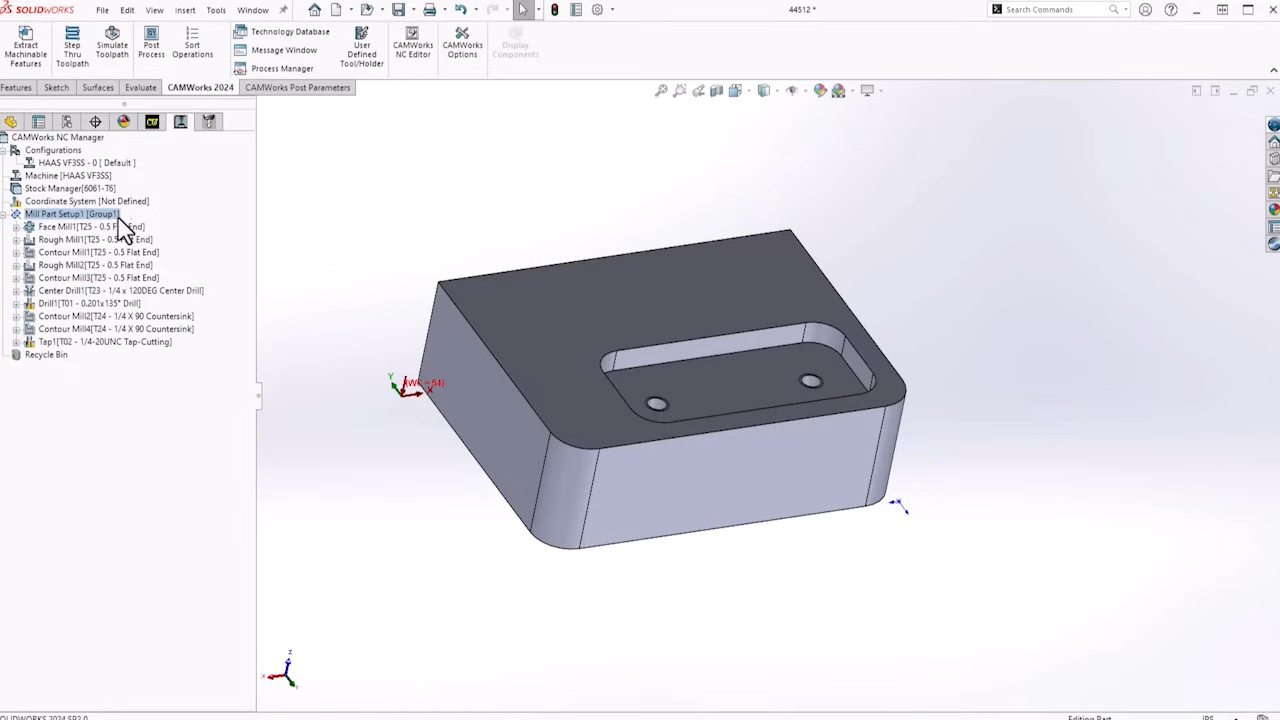 SOLIDWORKS File Edit View Insert Tools Window 44512 * Search Commands
Extract Machinable Features
Step Thru Toolpath
Simulate Toolpath
Post Process
Sort Operations
Technology Database
Message Window
Process Manager
User Defined Tool/Holder
CAMWorks NC Editor
CAMWorks Options
Display Components
Features Sketch Surfaces Evaluate CAMWorks 2024 CAMWorks Post Parameters
CAMWorks NC Manager
Configurations
HAAS VF3SS - 0 [ Default ]
Machine [HAAS VF3SS]
Stock Manager[6061-T6]
Coordinate System [Not Defined]
Mill Part Setup1 [Group1]
Face Mill1[T25 - 0.5 End]
Rough Mill1[T25 - 0.5 End]
Contour Mill1[T25 - 0.5 Flat End]
Rough Mill2[T25 - 0.5 Flat End]
Contour Mill3[T25 - 0.5 Flat End]
Center Drill1[T23 - 1/4 x 120DEG Center Drill]
Drill1[T01 - 0.201x135° Drill]
Contour Mill2[T24 - 1/4 X 90 Countersink]
Contour Mill4[T24 - 1/4 X 90 Countersink]
Tap1[T02 - 1/4-20UNC Tap-Cutting]
Recycle Bin
Y
X
Z
X
Y
SOLIDWORKS 2024 SP2.0 Editing Part IPS